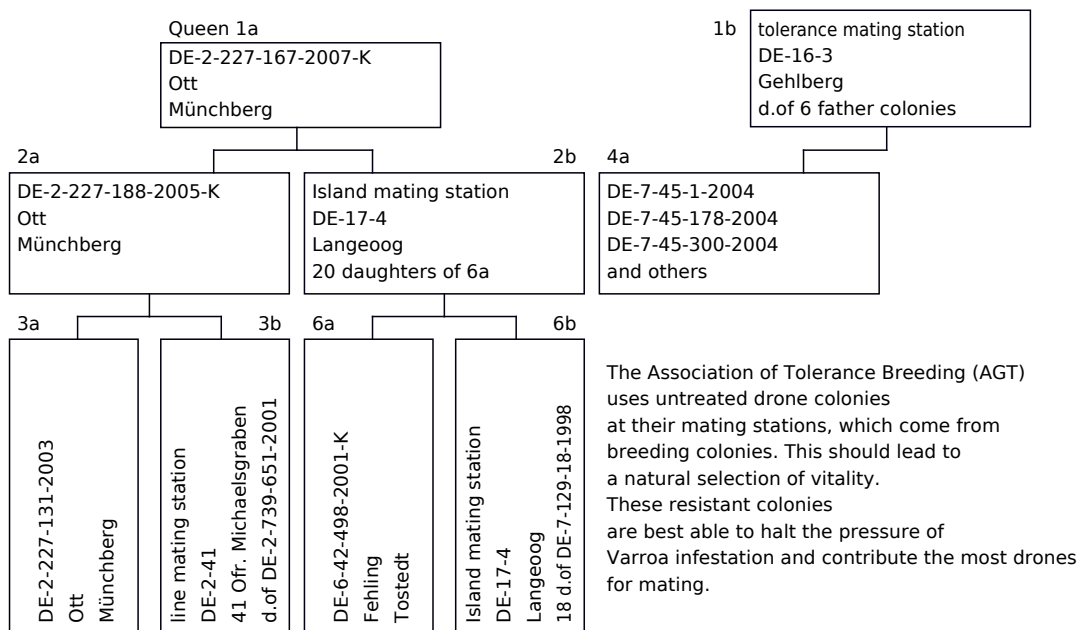 Queen 1a
DE-2-227-167-2007-K
Ott
Münchberg
1b
tolerance mating station
DE-16-3
Gehlberg
d.of 6 father colonies
2a
DE-2-227-188-2005-K
Ott
Münchberg
2b
Island mating station
DE-17-4
Langeoog
20 daughters of 6a
4a
DE-7-45-1-2004
DE-7-45-178-2004
DE-7-45-300-2004
and others
3a
DE-2-227-131-2003
Ott
Münchberg
3b
line mating station
DE-2-41
41 Ofr. Michaelsgraben
d.of DE-2-739-651-2001
6a
DE-6-42-498-2001-K
Fehling
Tostedt
6b
Island mating station
DE-17-4
Langeoog
18 d.of DE-7-129-18-1998
The Association of Tolerance Breeding (AGT)
uses untreated drone colonies
at their mating stations, which come from
breeding colonies. This should lead to
a natural selection of vitality.
These resistant colonies
are best able to halt the pressure of
Varroa infestation and contribute the most drones
for mating.